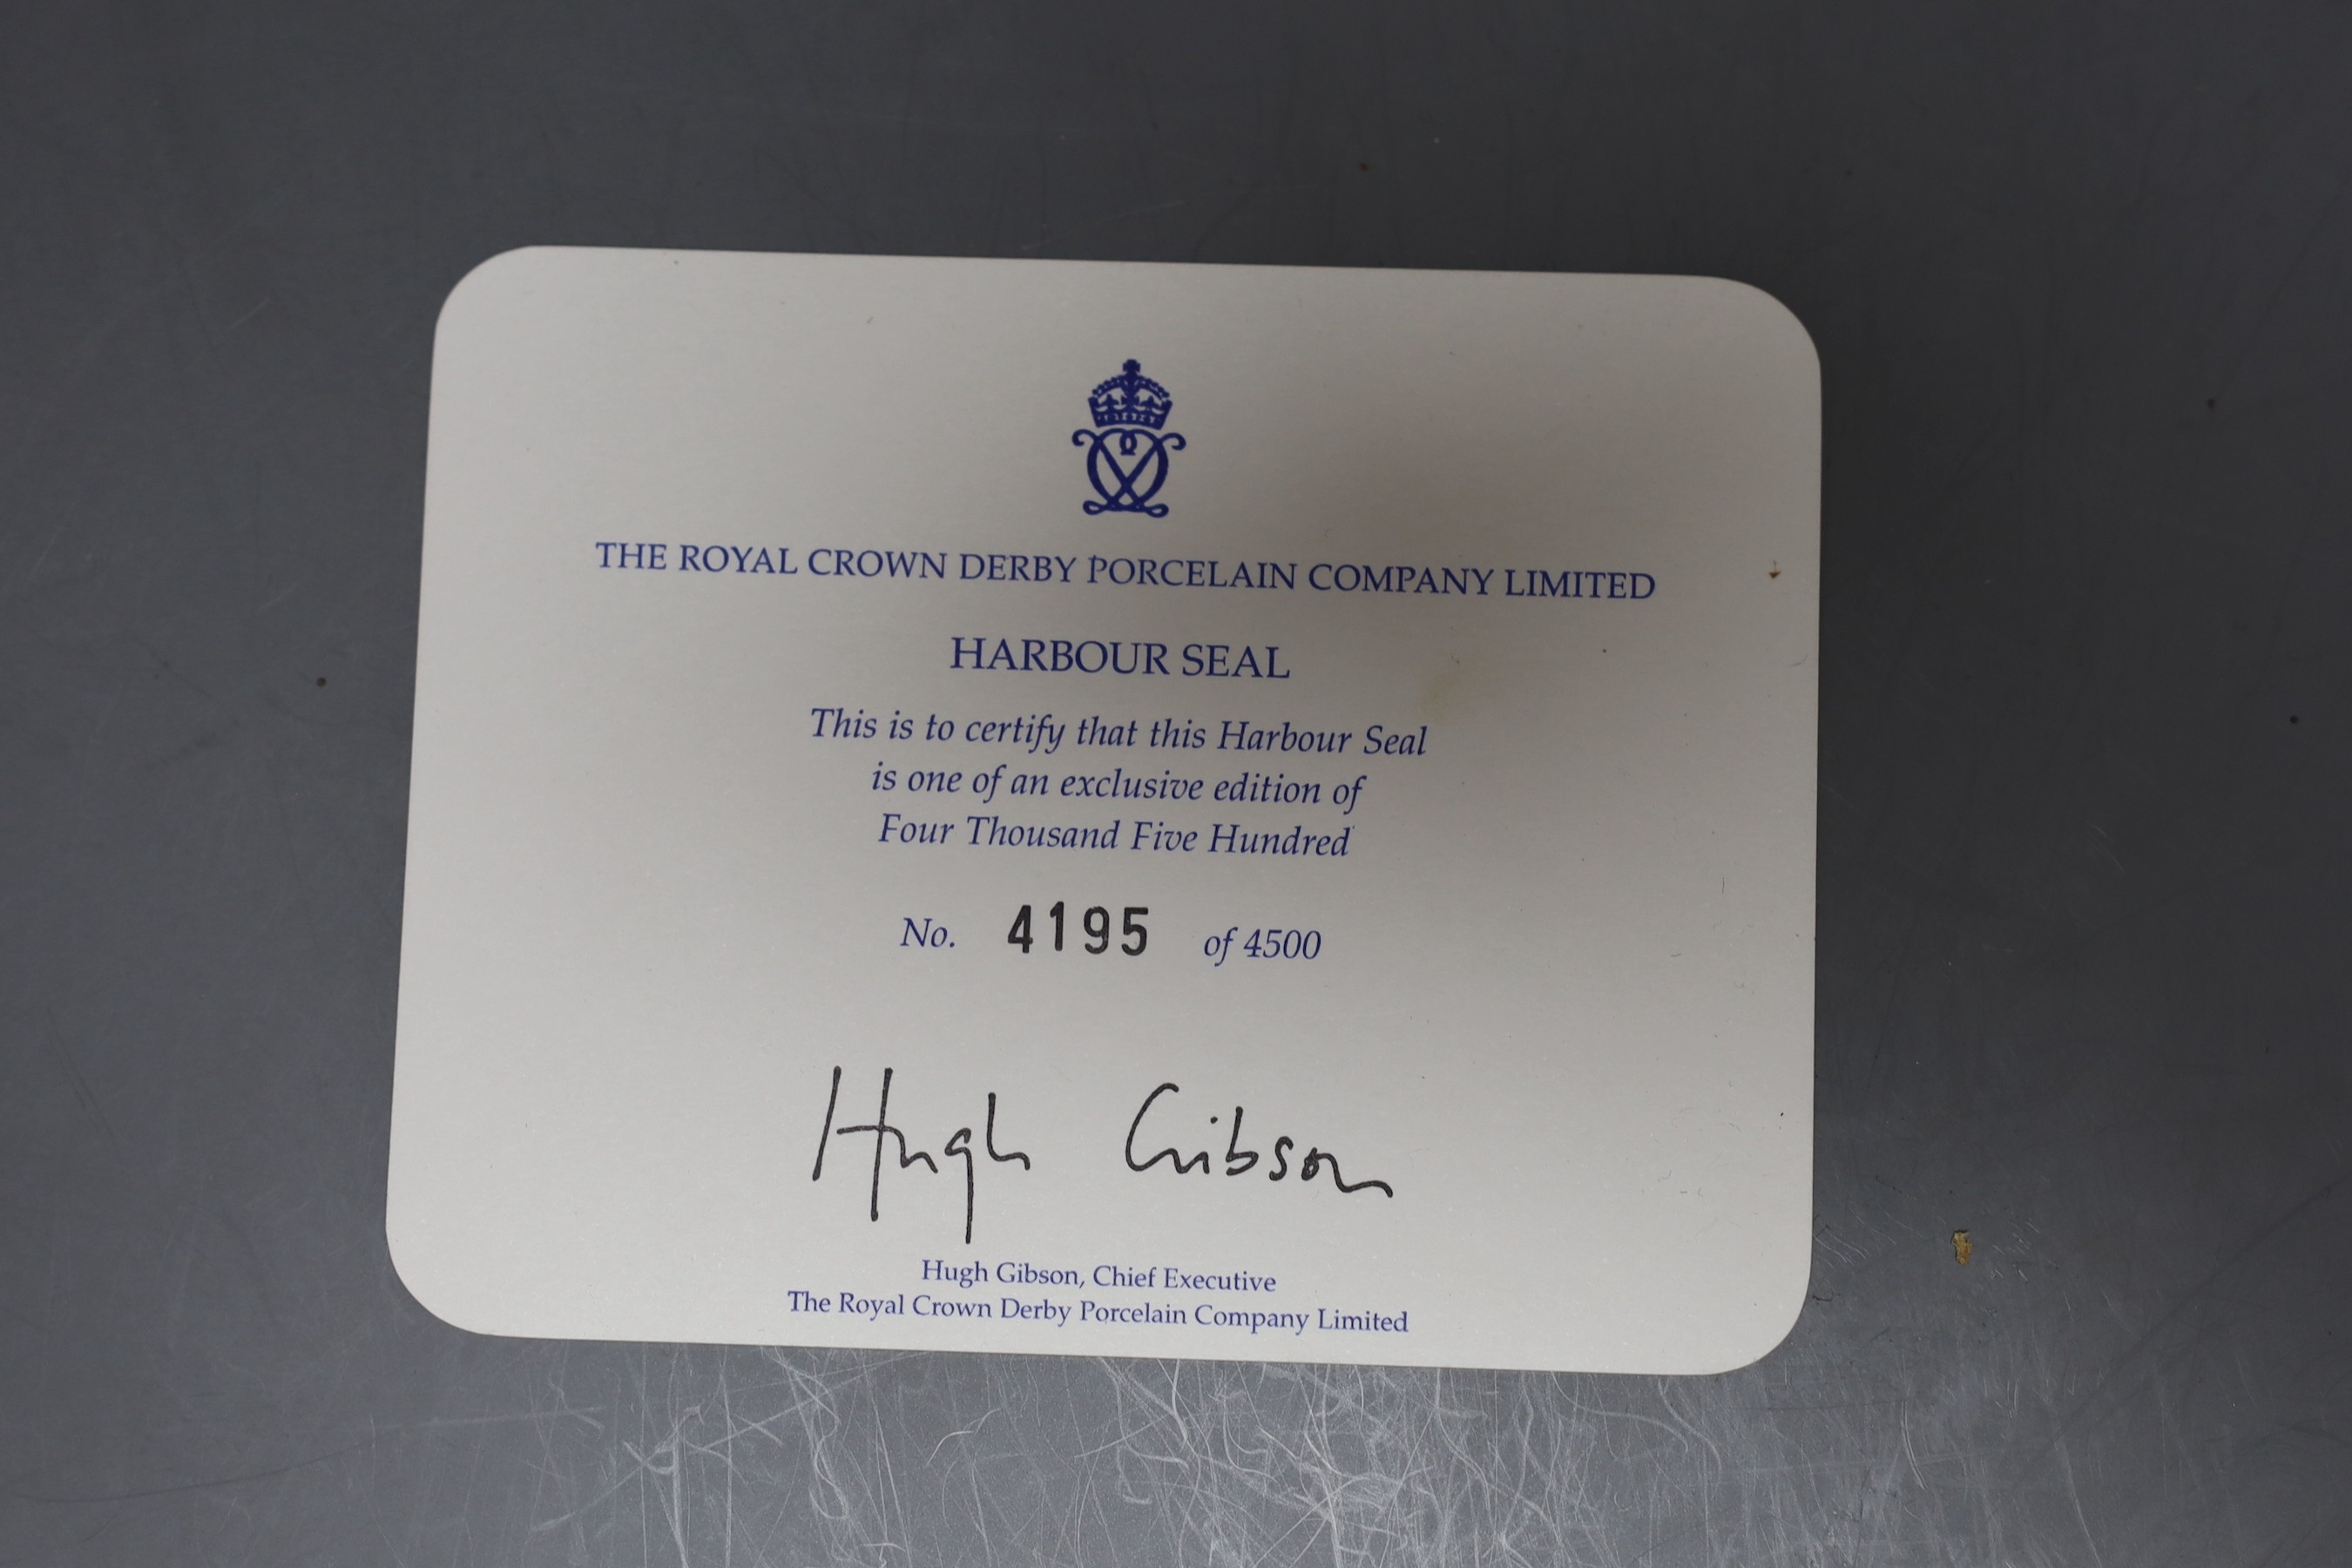 THE ROYAL CROWN DERBY PORCELAIN COMPANY LIMITED
HARBOUR SEAL
This is to certify that this Harbour Seal
is one of an exclusive edition of
Four Thousand Five Hundred
No. 4195 of 4500
Hugh Gibson
Hugh Gibson, Chief Executive
The Royal Crown Derby Porcelain Company Limited